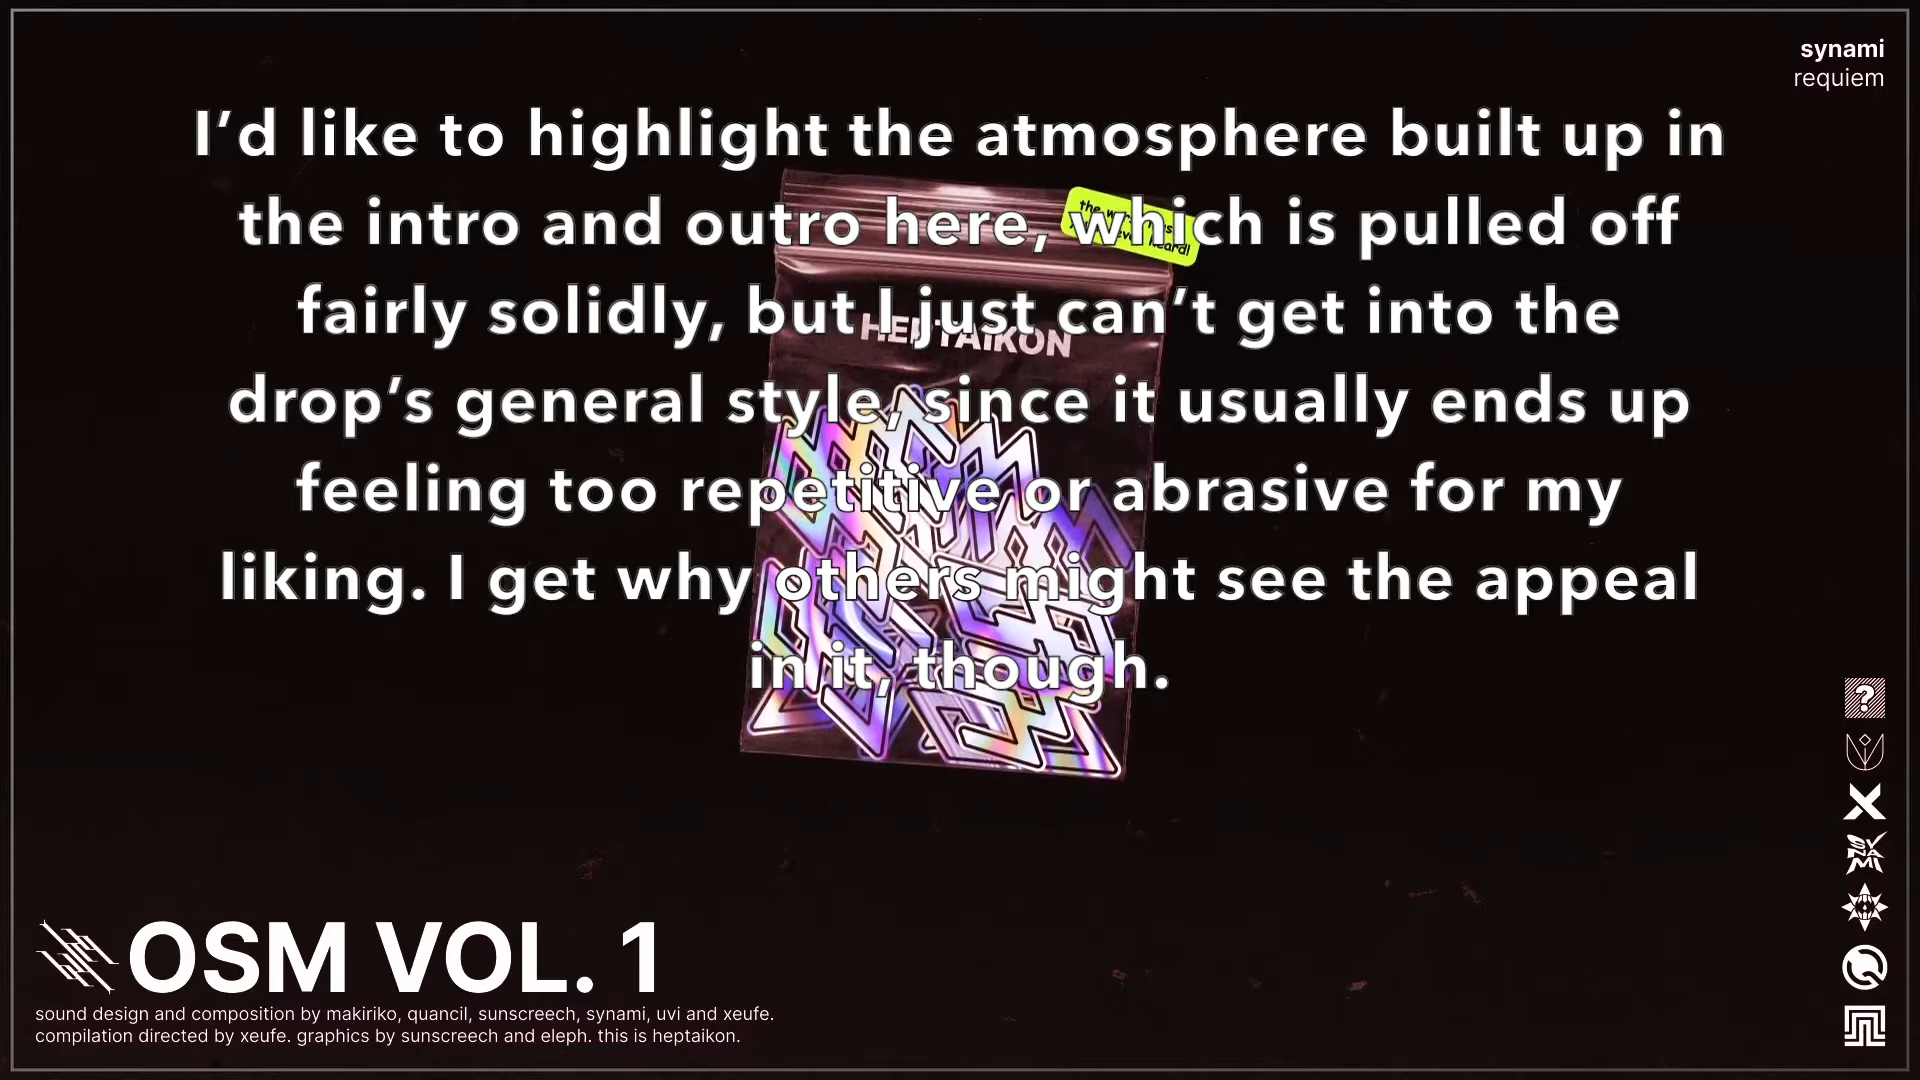 synami
requiem
I’d like to highlight the atmosphere built up in
the intro and outro here, which is pulled off
fairly solidly, but I just can’t get into the
drop’s general style, since it usually ends up
feeling too repetitive or abrasive for my
liking. I get why others might see the appeal
in it, though.
the
heard!
HEPTAIKON
?
SYNAMI
OSM VOL. 1
sound design and composition by makiriko, quancil, sunscreech, synami, uvi and xeufe.
compilation directed by xeufe. graphics by sunscreech and eleph. this is heptaikon.